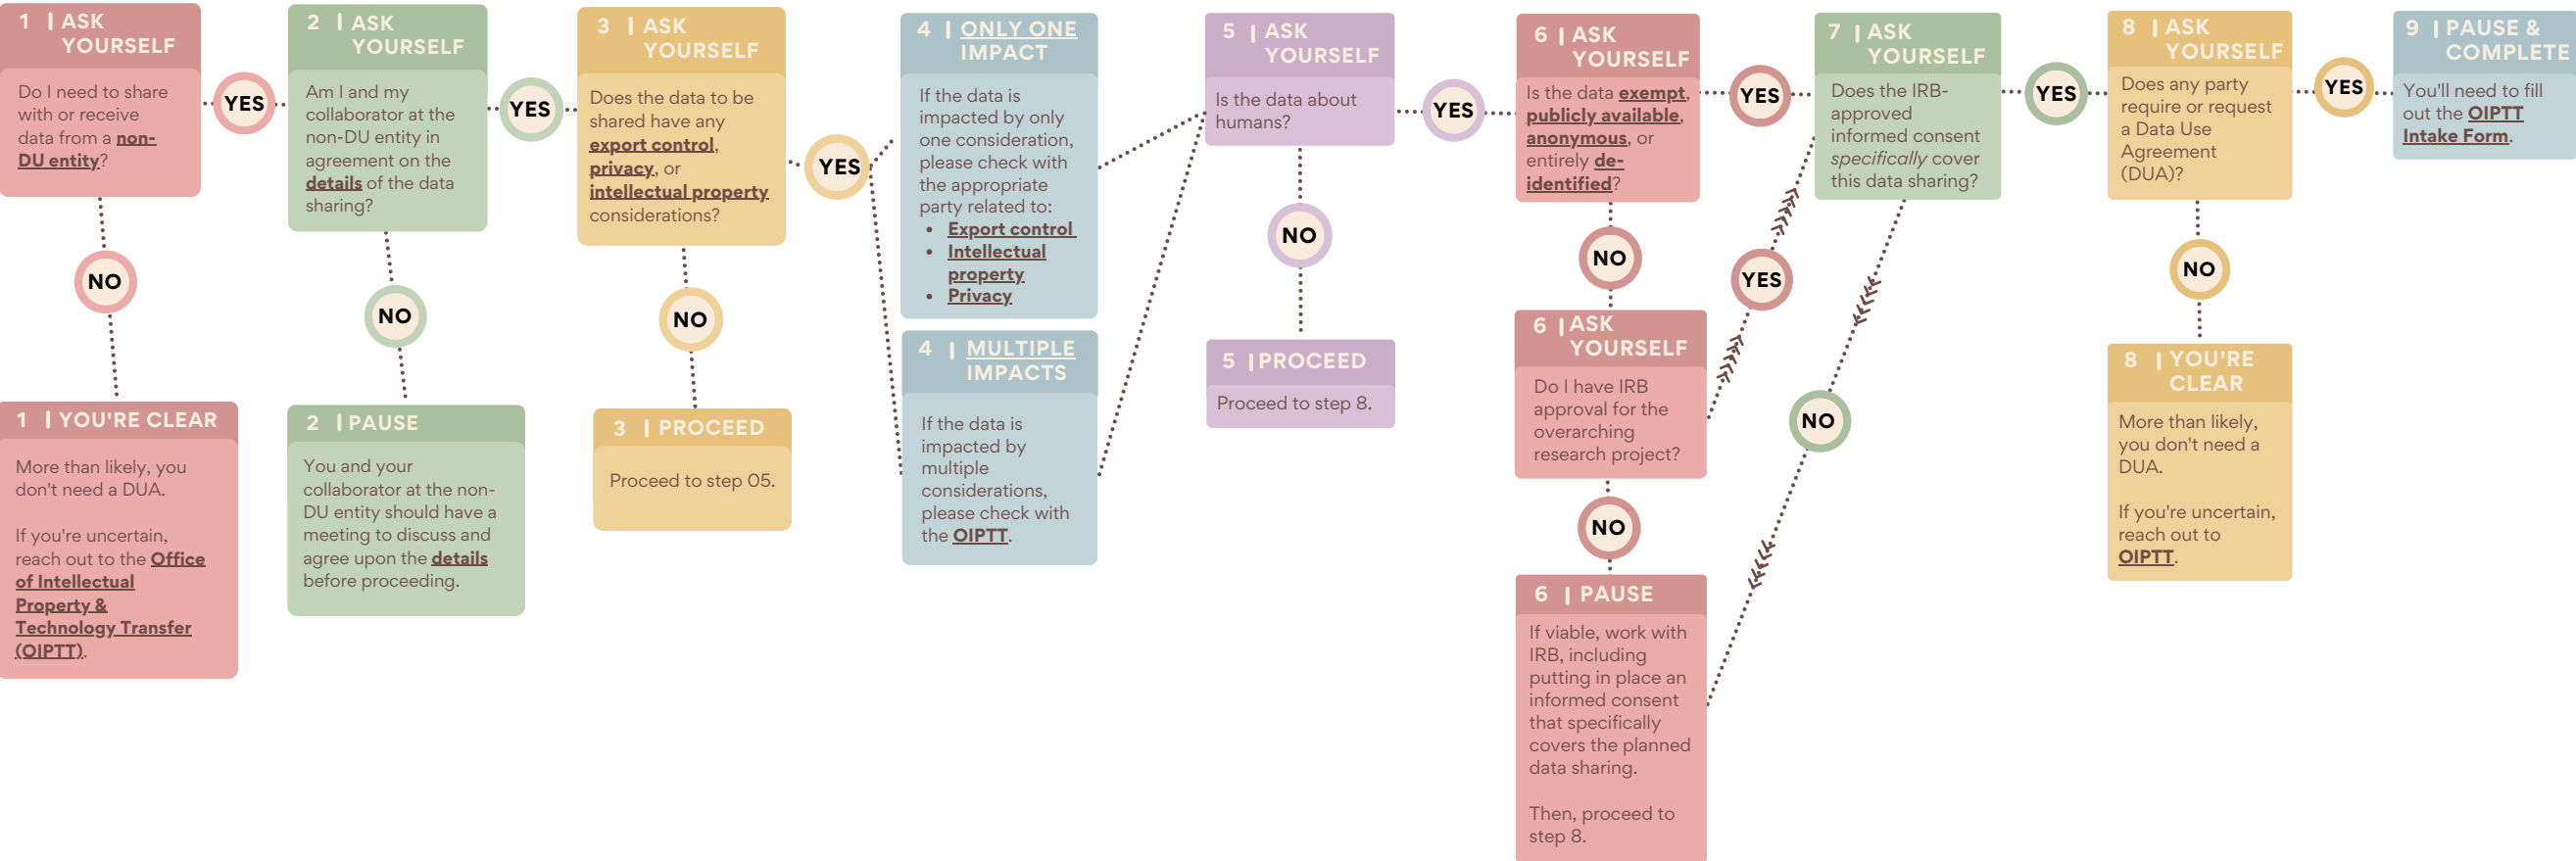 1 | ASK
YOURSELF
Do I need to share
with or receive
data from a non-
DU entity?
YES
NO
1 | YOU'RE CLEAR
More than likely, you
don't need a DUA.
If you're uncertain,
reach out to the Office
of Intellectual
Property &
Technology Transfer
(OIPTT).
2 | ASK
YOURSELF
Am I and my
collaborator at the
non-DU entity in
agreement on the
details of the data
sharing?
YES
NO
2 | PAUSE
You and your
collaborator at the non-
DU entity should have a
meeting to discuss and
agree upon the details
before proceeding.
3 | ASK
YOURSELF
Does the data to be
shared have any
export control,
privacy, or
intellectual property
considerations?
YES
NO
3 | PROCEED
Proceed to step 05.
4 | ONLY ONE
IMPACT
If the data is
impacted by only
one consideration,
please check with
the appropriate
party related to:
• Export control
• Intellectual
property
• Privacy
4 | MULTIPLE
IMPACTS
If the data is
impacted by
multiple
considerations,
please check with
the OIPTT.
5 | ASK
YOURSELF
Is the data about
humans?
YES
NO
5 | PROCEED
Proceed to step 8.
6 | ASK
YOURSELF
Is the data exempt,
publicly available,
anonymous, or
entirely de-
identified?
YES
NO
6 | ASK
YOURSELF
Do I have IRB
approval for the
overarching
research project?
YES
NO
6 | PAUSE
If viable, work with
IRB, including
putting in place an
informed consent
that specifically
covers the planned
data sharing.
Then, proceed to
step 8.
7 | ASK
YOURSELF
Does the IRB-
approved
informed consent
specifically cover
this data sharing?
YES
NO
8 | ASK
YOURSELF
Does any party
require or request
a Data Use
Agreement
(DUA)?
YES
NO
8 | YOU'RE
CLEAR
More than likely,
you don't need a
DUA.
If you're uncertain,
reach out to
OIPTT.
9 | PAUSE &
COMPLETE
You'll need to fill
out the OIPTT
Intake Form.